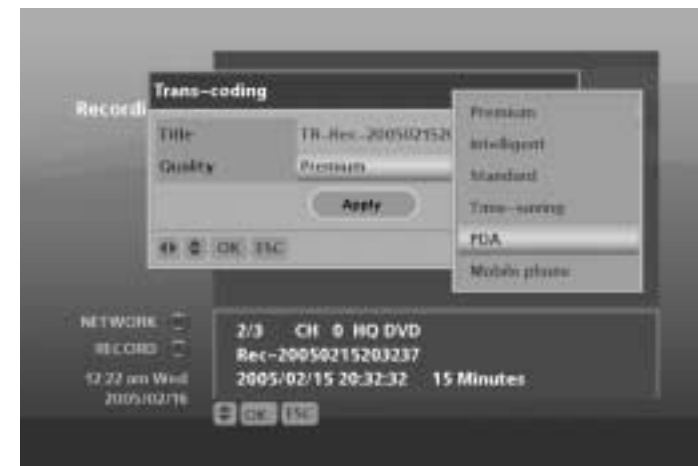 Trans-coding
Recordi
Title TR-Rec-200502152
Quality Premium
Apply
OK ESC
Premium
Intelligent
Standard
Time-saving
PDA
Mobile phone
NETWORK
RECORD
12:22 am Wed
2005/02/16
2/3 CH 0 HQ DVD
Rec-20050215203237
2005/02/15 20:32:32 15 Minutes
OK ESC